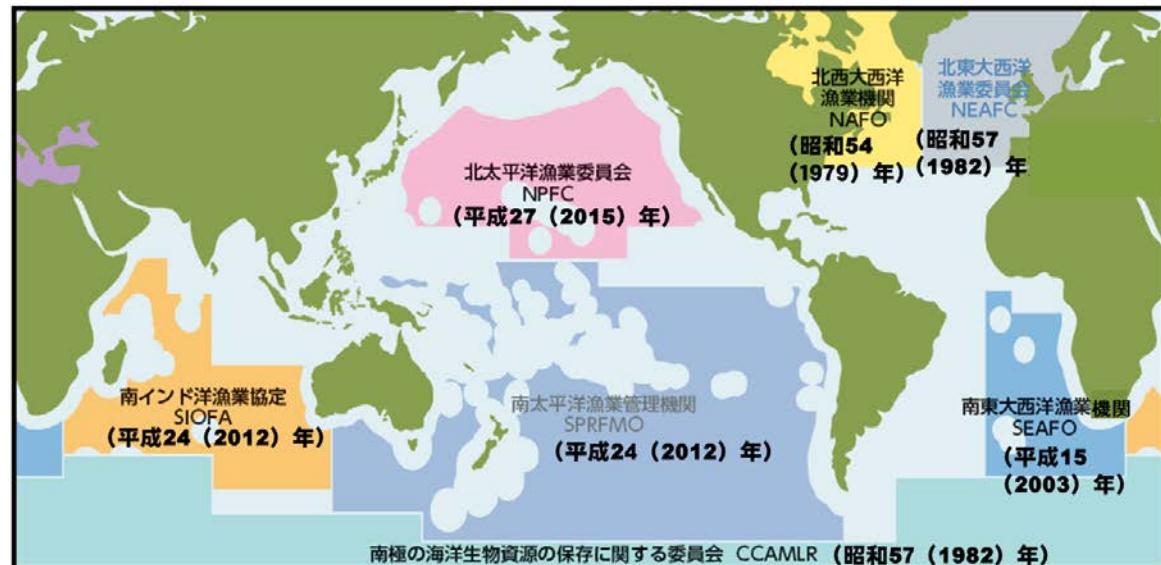 北西大西洋
漁業機関
NAFO
(昭和54
(1979) 年)
北東大西洋
漁業委員会
NEAFC
(昭和57
(1982) 年
北太平洋漁業委員会
NPFC
(平成27 (2015) 年)
南インド洋漁業協定
SIOFA
(平成24 (2012) 年)
南太平洋漁業管理機関
SPRFMO
(平成24 (2012) 年)
南東大西洋漁業機関
SEAFO
(平成15
(2003) 年)
南極の海洋生物資源の保存に関する委員会 CCAMLR (昭和57 (1982) 年)